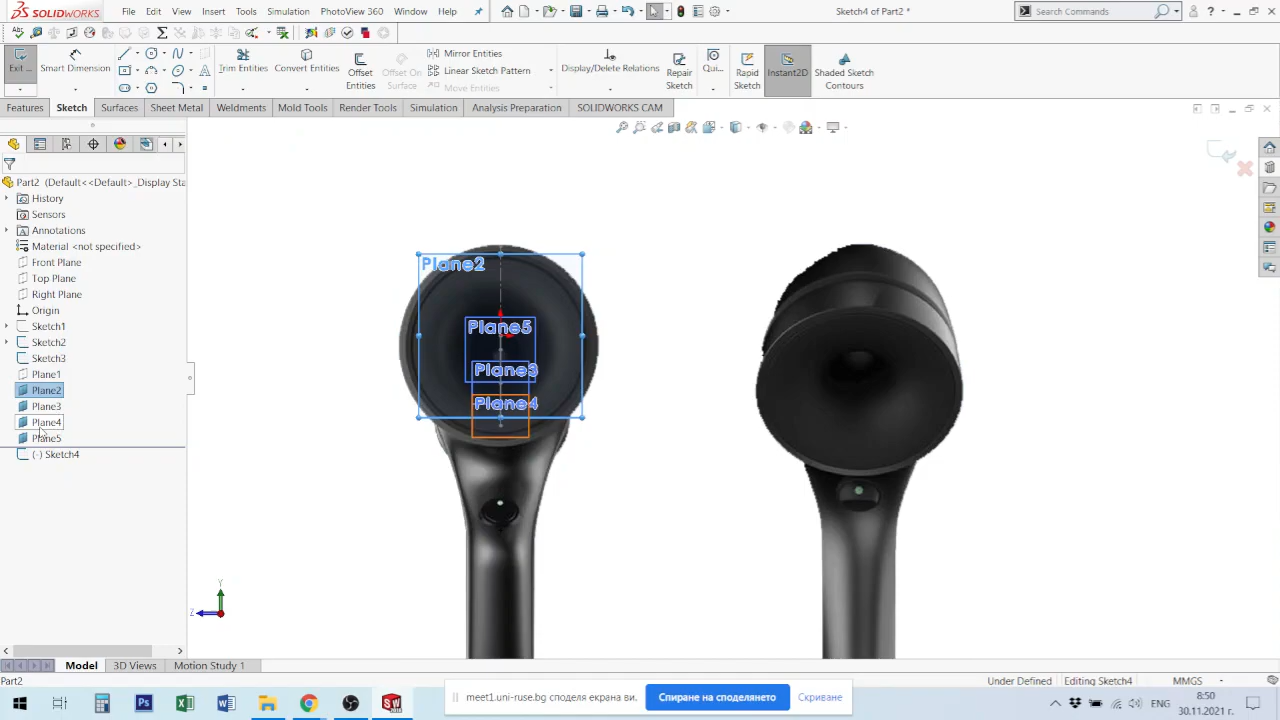 SOLIDWORKS
File Edit View Insert Tools Simulation PhotoView 360 Window Help
Sketch4 of Part2 *
Search Commands
Exit ...
Smart Dimension
Trim Entities
Convert Entities
Offset Entities
Offset On Surface
Mirror Entities
Linear Sketch Pattern
Move Entities
Display/Delete Relations
Repair Sketch
Qui...
Rapid Sketch
Instant2D
Shaded Sketch Contours
Features Sketch Surfaces Sheet Metal Weldments Mold Tools Render Tools Simulation Analysis Preparation SOLIDWORKS CAM
Part2 (Default<<Default>_Display Sta
History
Sensors
Annotations
Material <not specified>
Front Plane
Top Plane
Right Plane
Origin
Sketch1
Sketch2
Sketch3
Plane1
Plane2
Plane3
Plane4
Plane5
(-) Sketch4
Plane2
Plane5
Plane3
Plane4
Y
Z
Model 3D Views Motion Study 1
Part2
Under Defined Editing Sketch4 MMGS
meet1.uni-ruse.bg споделя екрана ви. Спиране на споделянето Скриване
ENG
8:50
30.11.2021 г.